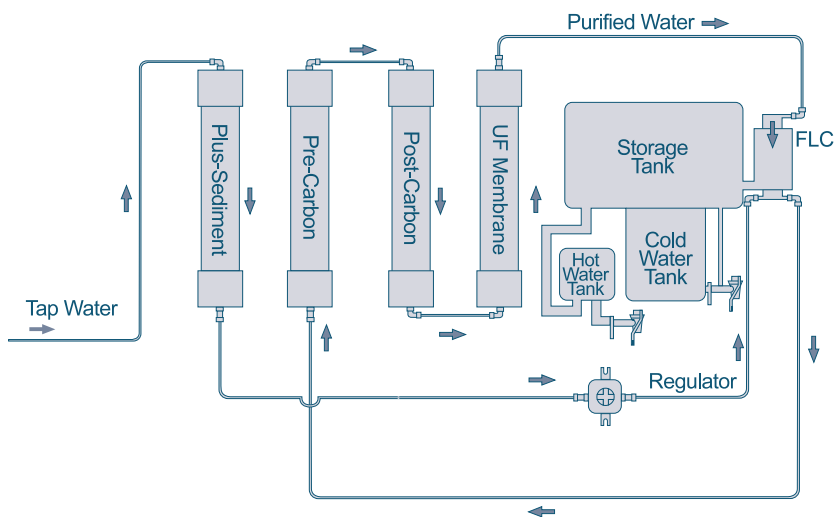 Purified Water
Plus-Sediment
Pre-Carbon
Post-Carbon
UF Membrane
Storage
Tank
FLC
Hot
Water
Tank
Cold
Water
Tank
Tap Water
Regulator